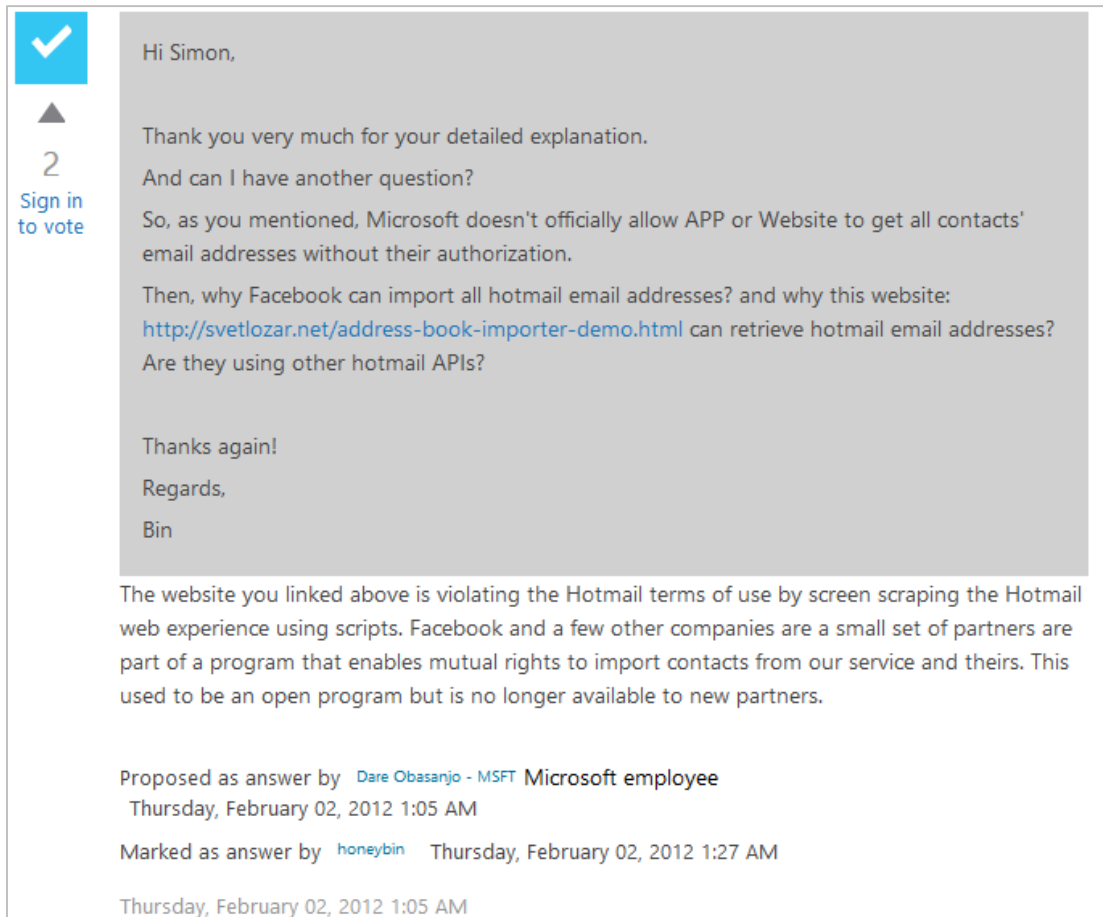 Hi Simon,
2
Sign in
to vote
Thank you very much for your detailed explanation.
And can I have another question?
So, as you mentioned, Microsoft doesn't officially allow APP or Website to get all contacts'
email addresses without their authorization.
Then, why Facebook can import all hotmail email addresses? and why this website:
http://svetlozar.net/address-book-importer-demo.html can retrieve hotmail email addresses?
Are they using other hotmail APIs?
Thanks again!
Regards,
Bin
The website you linked above is violating the Hotmail terms of use by screen scraping the Hotmail
web experience using scripts. Facebook and a few other companies are a small set of partners are
part of a program that enables mutual rights to import contacts from our service and theirs. This
used to be an open program but is no longer available to new partners.
Proposed as answer by Dare Obasanjo - MSFT Microsoft employee
Thursday, February 02, 2012 1:05 AM
Marked as answer by honeybin Thursday, February 02, 2012 1:27 AM
Thursday, February 02, 2012 1:05 AM